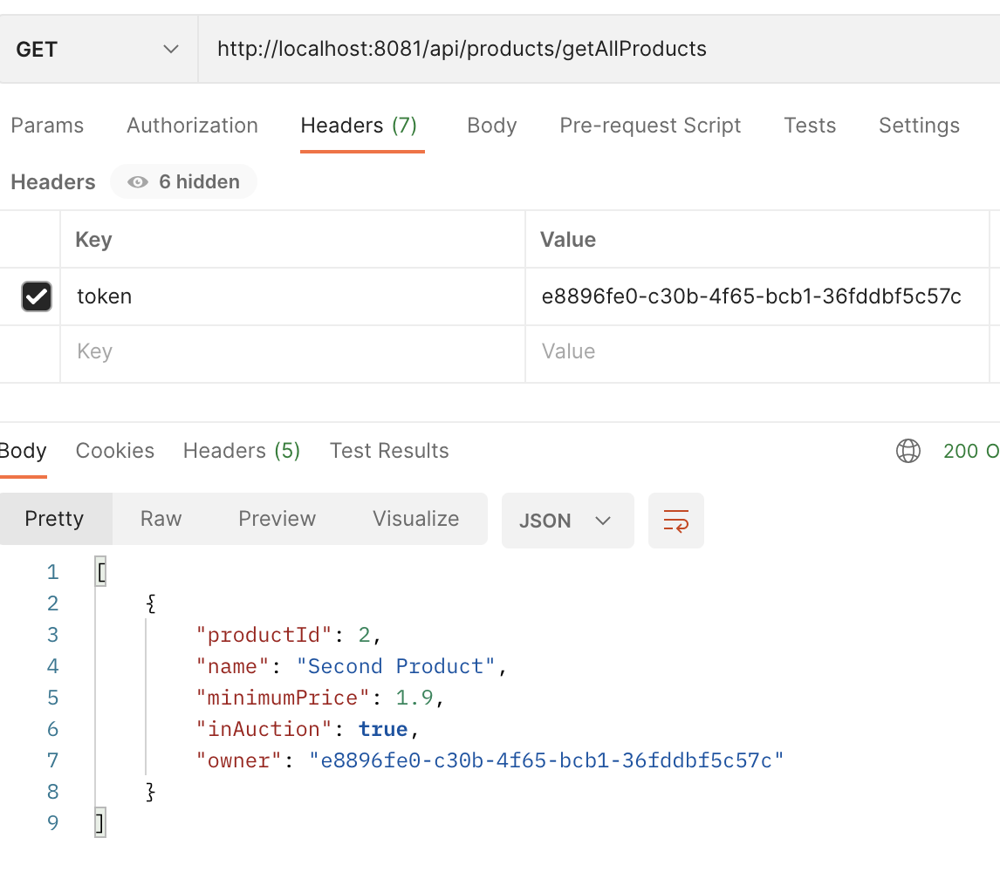 GET http://localhost:8081/api/products/getAllProducts
Params Authorization Headers (7) Body Pre-request Script Tests Settings
Headers 6 hidden
Key Value
token e8896fe0-c30b-4f65-bcb1-36fddbf5c57c
Key Value
Body Cookies Headers (5) Test Results 200 O
Pretty Raw Preview Visualize JSON
1 [
2 {
3 "productId": 2,
4 "name": "Second Product",
5 "minimumPrice": 1.9,
6 "inAuction": true,
7 "owner": "e8896fe0-c30b-4f65-bcb1-36fddbf5c57c"
8 }
9 ]